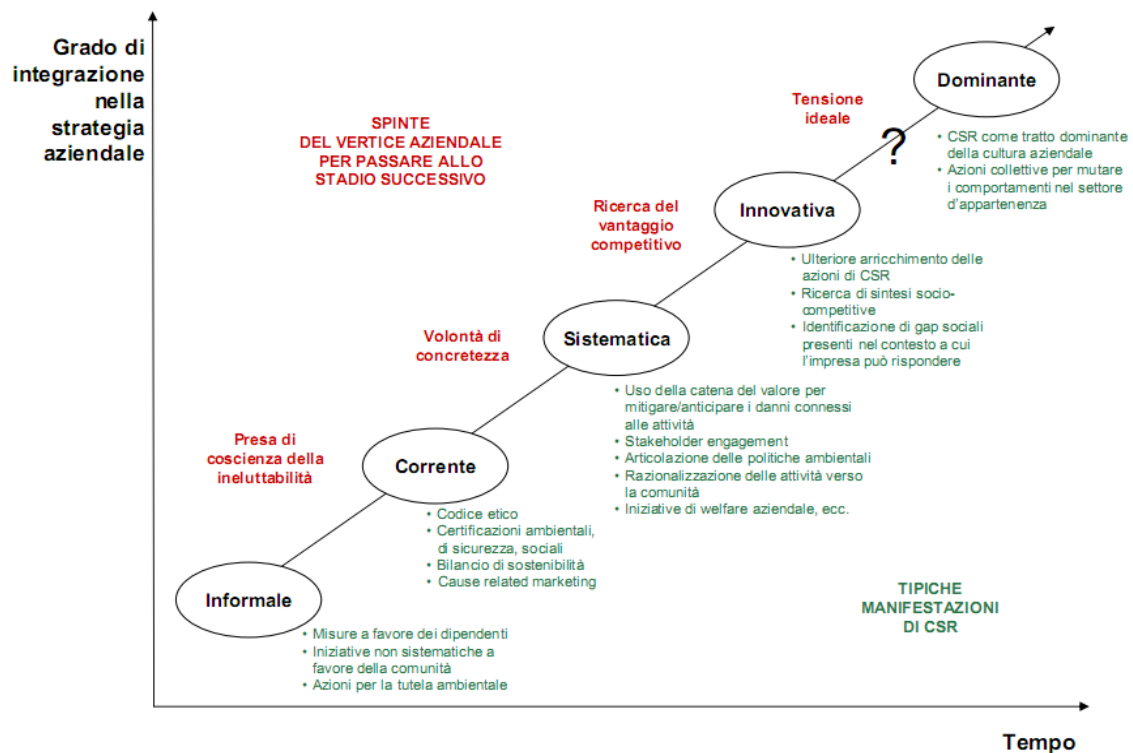 Grado di
integrazione
nella
strategia
aziendale
SPINTE
DEL VERTICE AZIENDALE
PER PASSARE ALLO
STADIO SUCCESSIVO
Tensione
ideale
?
Dominante
• CSR come tratto dominante
della cultura aziendale
• Azioni collettive per mutare
i comportamenti nel settore
d'appartenenza
Ricerca del
vantaggio
competitivo
Innovativa
• Ulteriore arricchimento delle
azioni di CSR
• Ricerca di sintesi socio-
competitive
• Identificazione di gap sociali
presenti nel contesto a cui
l'impresa può rispondere
Volontà di
concretezza
Sistematica
• Uso della catena del valore per
mitigare/anticipare i danni connessi
alle attività
• Stakeholder engagement
• Articolazione delle politiche ambientali
• Razionalizzazione delle attività verso
la comunità
• Iniziative di welfare aziendale, ecc.
Presa di
coscienza della
ineluttabilità
Corrente
• Codice etico
• Certificazioni ambientali,
di sicurezza, sociali
• Bilancio di sostenibilità
• Cause related marketing
Informale
• Misure a favore dei dipendenti
• Iniziative non sistematiche a
favore della comunità
• Azioni per la tutela ambientale
TIPICHE
MANIFESTAZIONI
DI CSR
Tempo